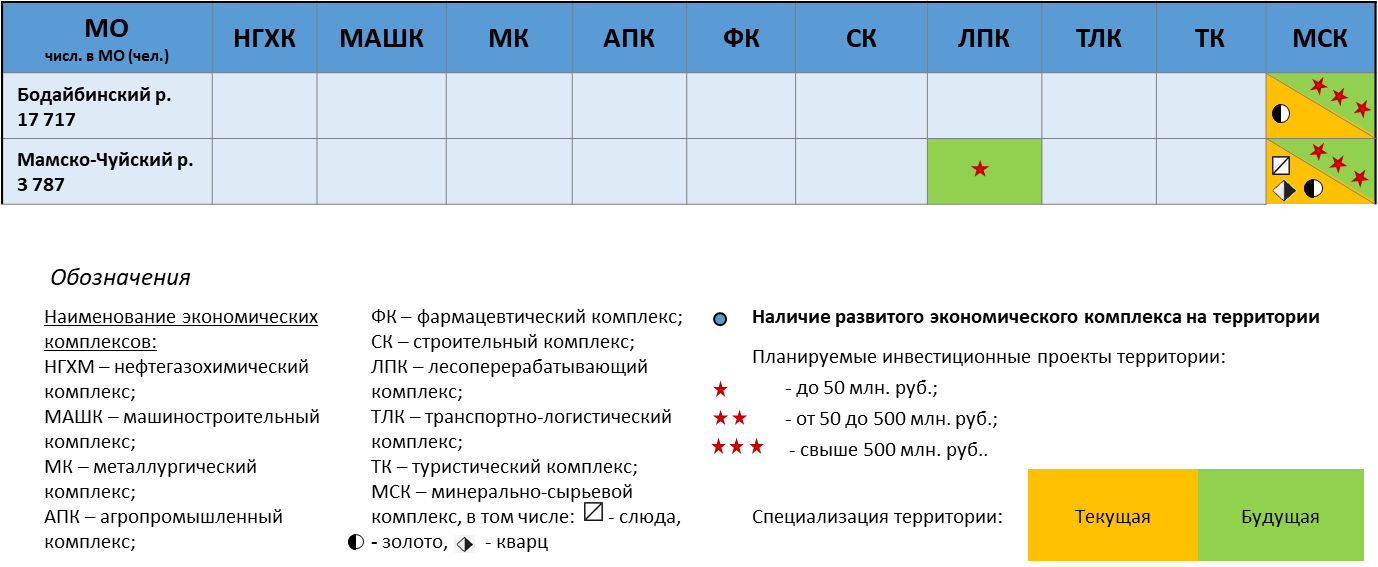 МО
числ. в МО (чел.)
НГХК
МАШК
МК
АПК
ФК
СК
ЛПК
ТЛК
ТК
МСК
Бодайбинский р.
17 717
Мамско-Чуйский р.
3 787
Обозначения
Наименование экономических
комплексов:
НГХМ – нефтегазохимический
комплекс;
МАШК – машиностроительный
комплекс;
МК – металлургический
комплекс;
АПК – агропромышленный
комплекс;
ФК – фармацевтический комплекс;
СК – строительный комплекс;
ЛПК – лесоперерабатывающий
комплекс;
ТЛК – транспортно-логистический
комплекс;
ТК – туристический комплекс;
МСК – минерально-сырьевой
комплекс, в том числе: - слюда,
- золото, - кварц
Наличие развитого экономического комплекса на территории
Планируемые инвестиционные проекты территории:
- до 50 млн. руб.;
- от 50 до 500 млн. руб.;
- свыше 500 млн. руб..
Специализация территории:
Текущая
Будущая